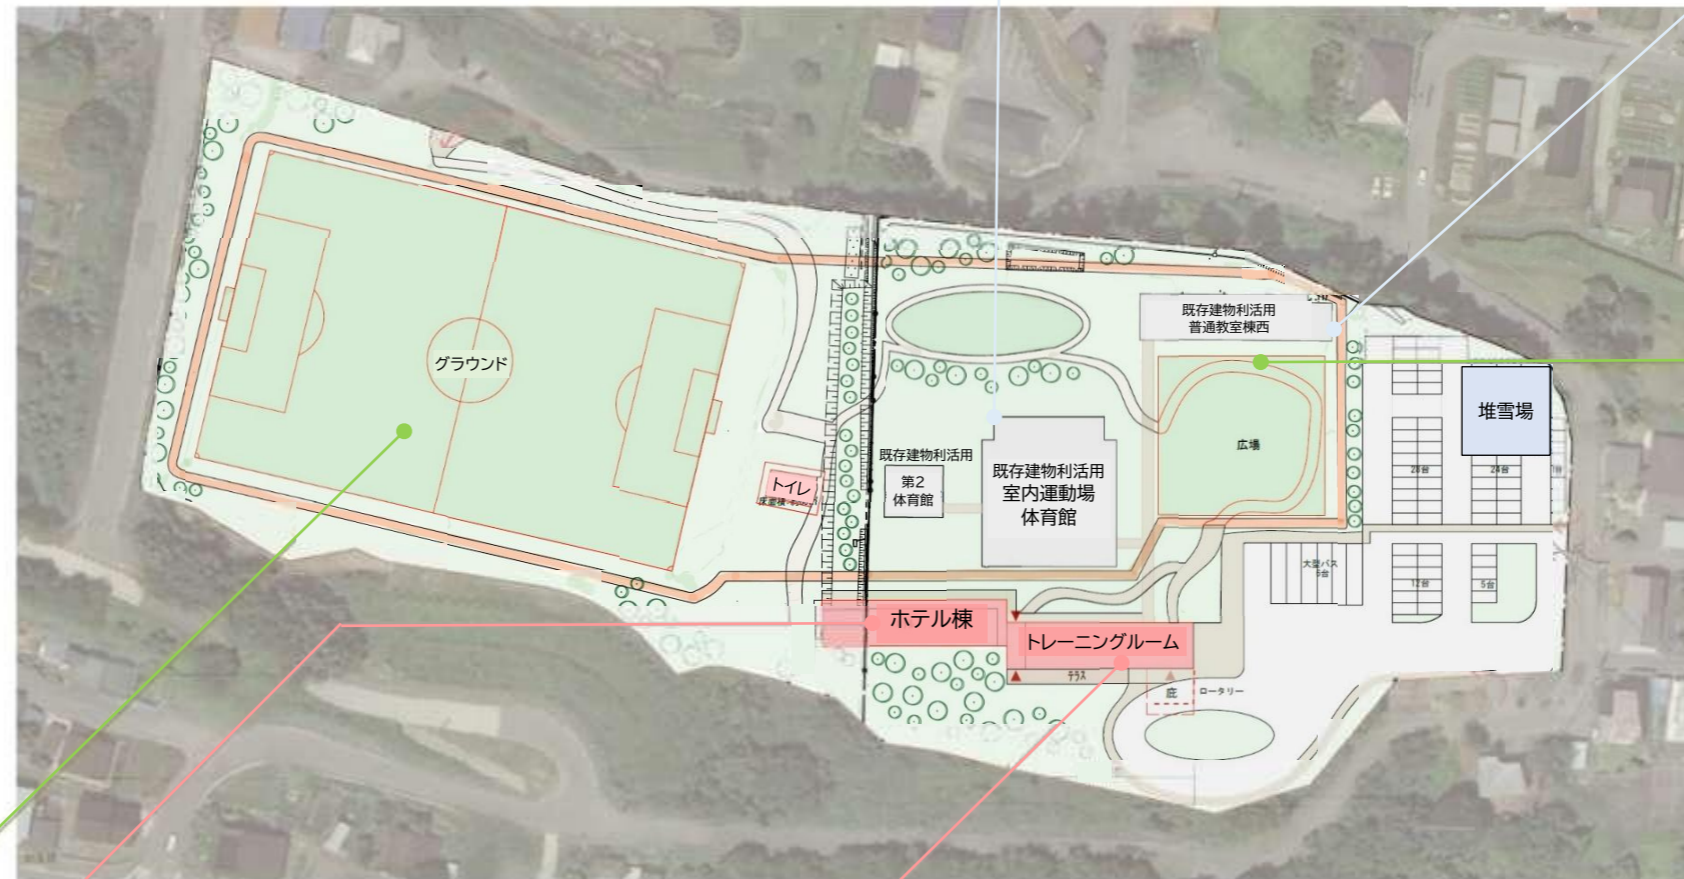 既存建物利活用
普通教室棟西
グラウンド
堆雪場
広場
既存建物利活用
第2
体育館
既存建物利活用
室内運動場
体育館
28台
24台
トイレ
大型バス
5台
12台
5台
ホテル棟
トレーニングルーム
テラス
庇
ロータリー